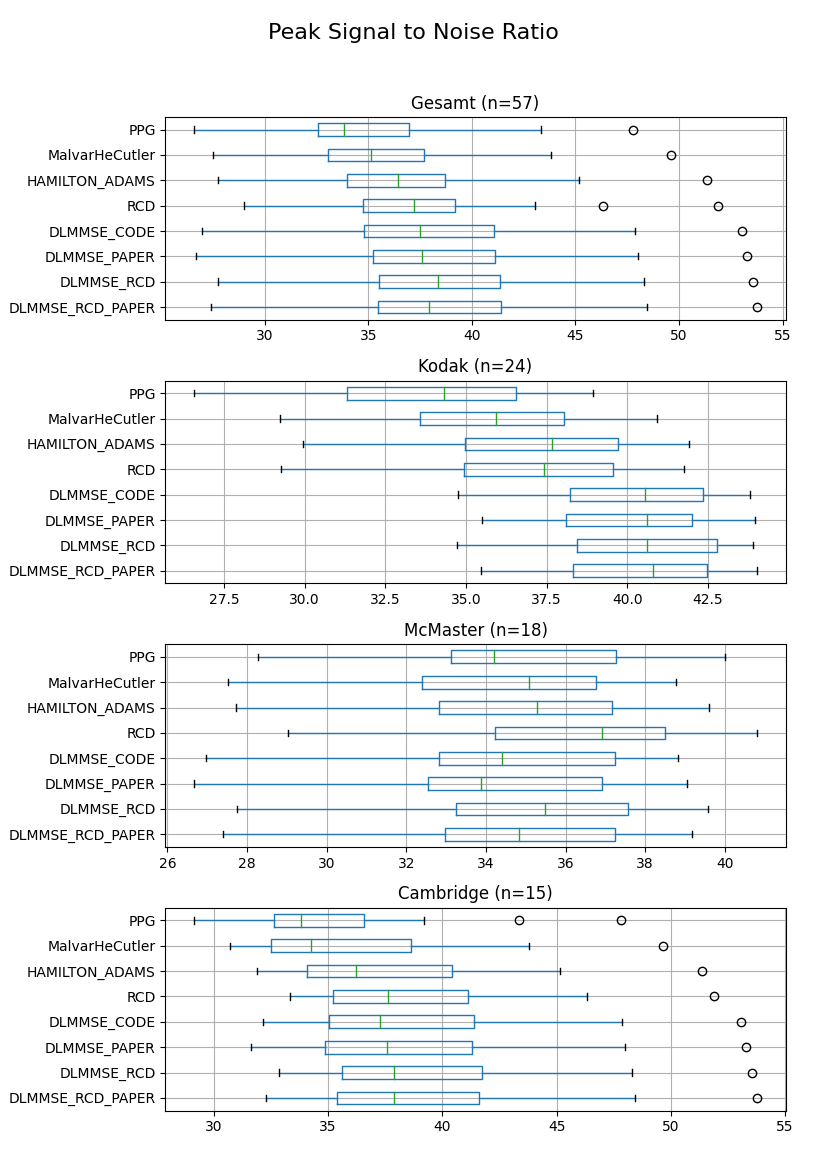 Peak Signal to Noise Ratio
Gesamt (n=57)
PPG
MalvarHeCutler
HAMILTON_ADAMS
RCD
DLMMSE_CODE
DLMMSE_PAPER
DLMMSE_RCD
DLMMSE_RCD_PAPER
30 35 40 45 50 55
Kodak (n=24)
PPG
MalvarHeCutler
HAMILTON_ADAMS
RCD
DLMMSE_CODE
DLMMSE_PAPER
DLMMSE_RCD
DLMMSE_RCD_PAPER
27.5 30.0 32.5 35.0 37.5 40.0 42.5
McMaster (n=18)
PPG
MalvarHeCutler
HAMILTON_ADAMS
RCD
DLMMSE_CODE
DLMMSE_PAPER
DLMMSE_RCD
DLMMSE_RCD_PAPER
26 28 30 32 34 36 38 40
Cambridge (n=15)
PPG
MalvarHeCutler
HAMILTON_ADAMS
RCD
DLMMSE_CODE
DLMMSE_PAPER
DLMMSE_RCD
DLMMSE_RCD_PAPER
30 35 40 45 50 55